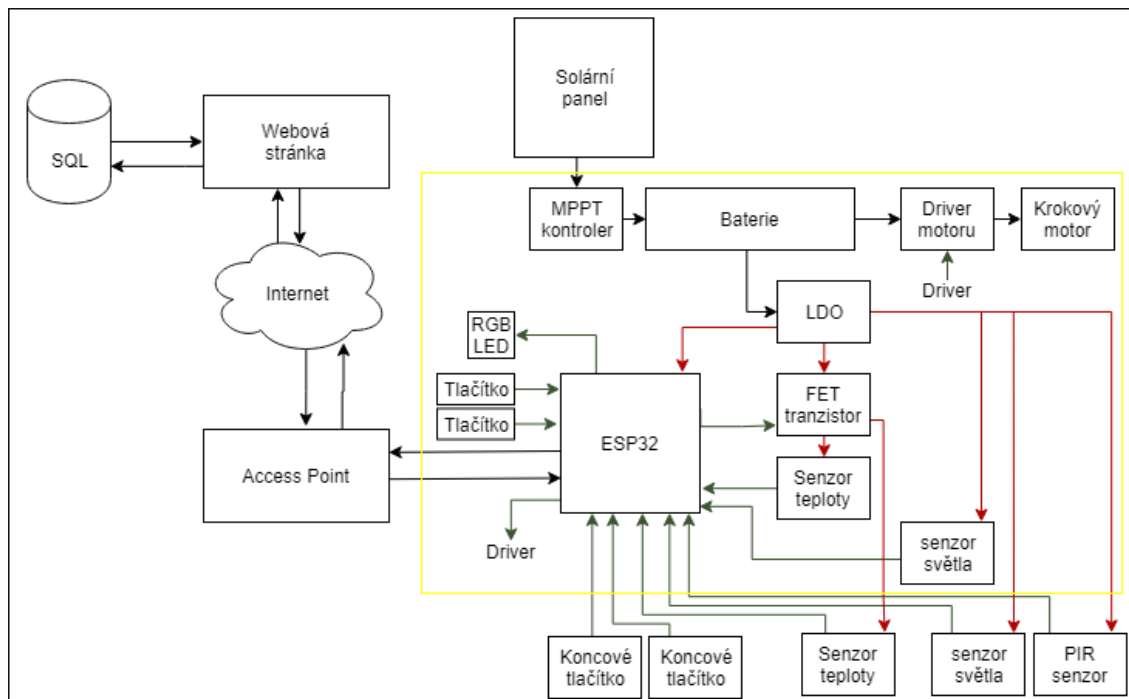 Solární
panel
SQL
Webová
stránka
MPPT
kontroler
Baterie
Driver
motoru
Krokový
motor
Internet
Driver
LDO
RGB
LED
Tlačítko
Tlačítko
ESP32
FET
tranzistor
Access Point
Senzor
teploty
Driver
senzor
světla
Koncové
tlačítko
Koncové
tlačítko
Senzor
teploty
senzor
světla
PIR
senzor